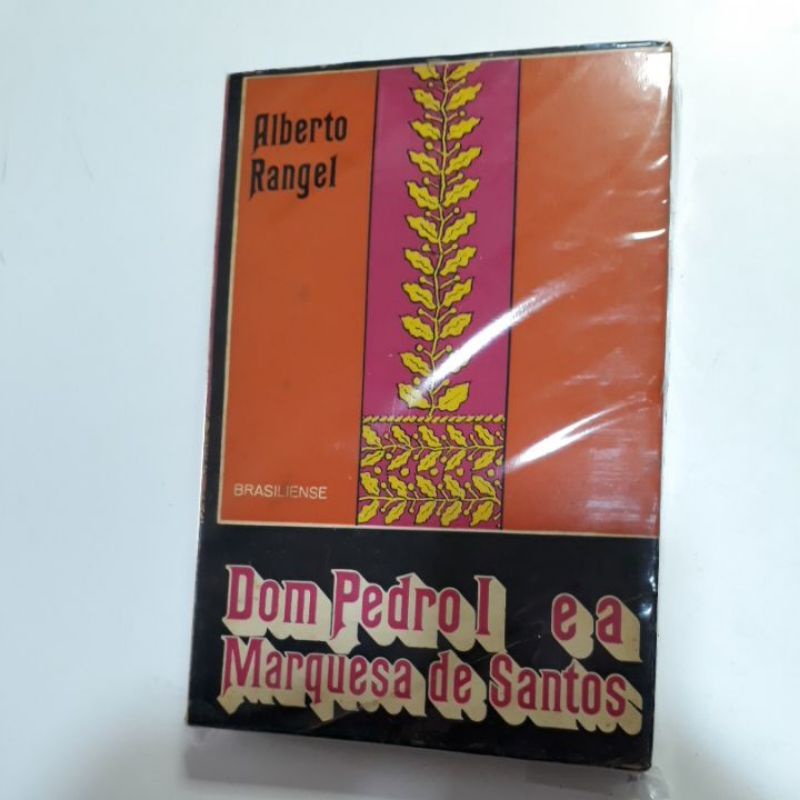 Alberto
Rangel
BRASILIENSE
Dom Pedro I e a
Marquesa de Santos